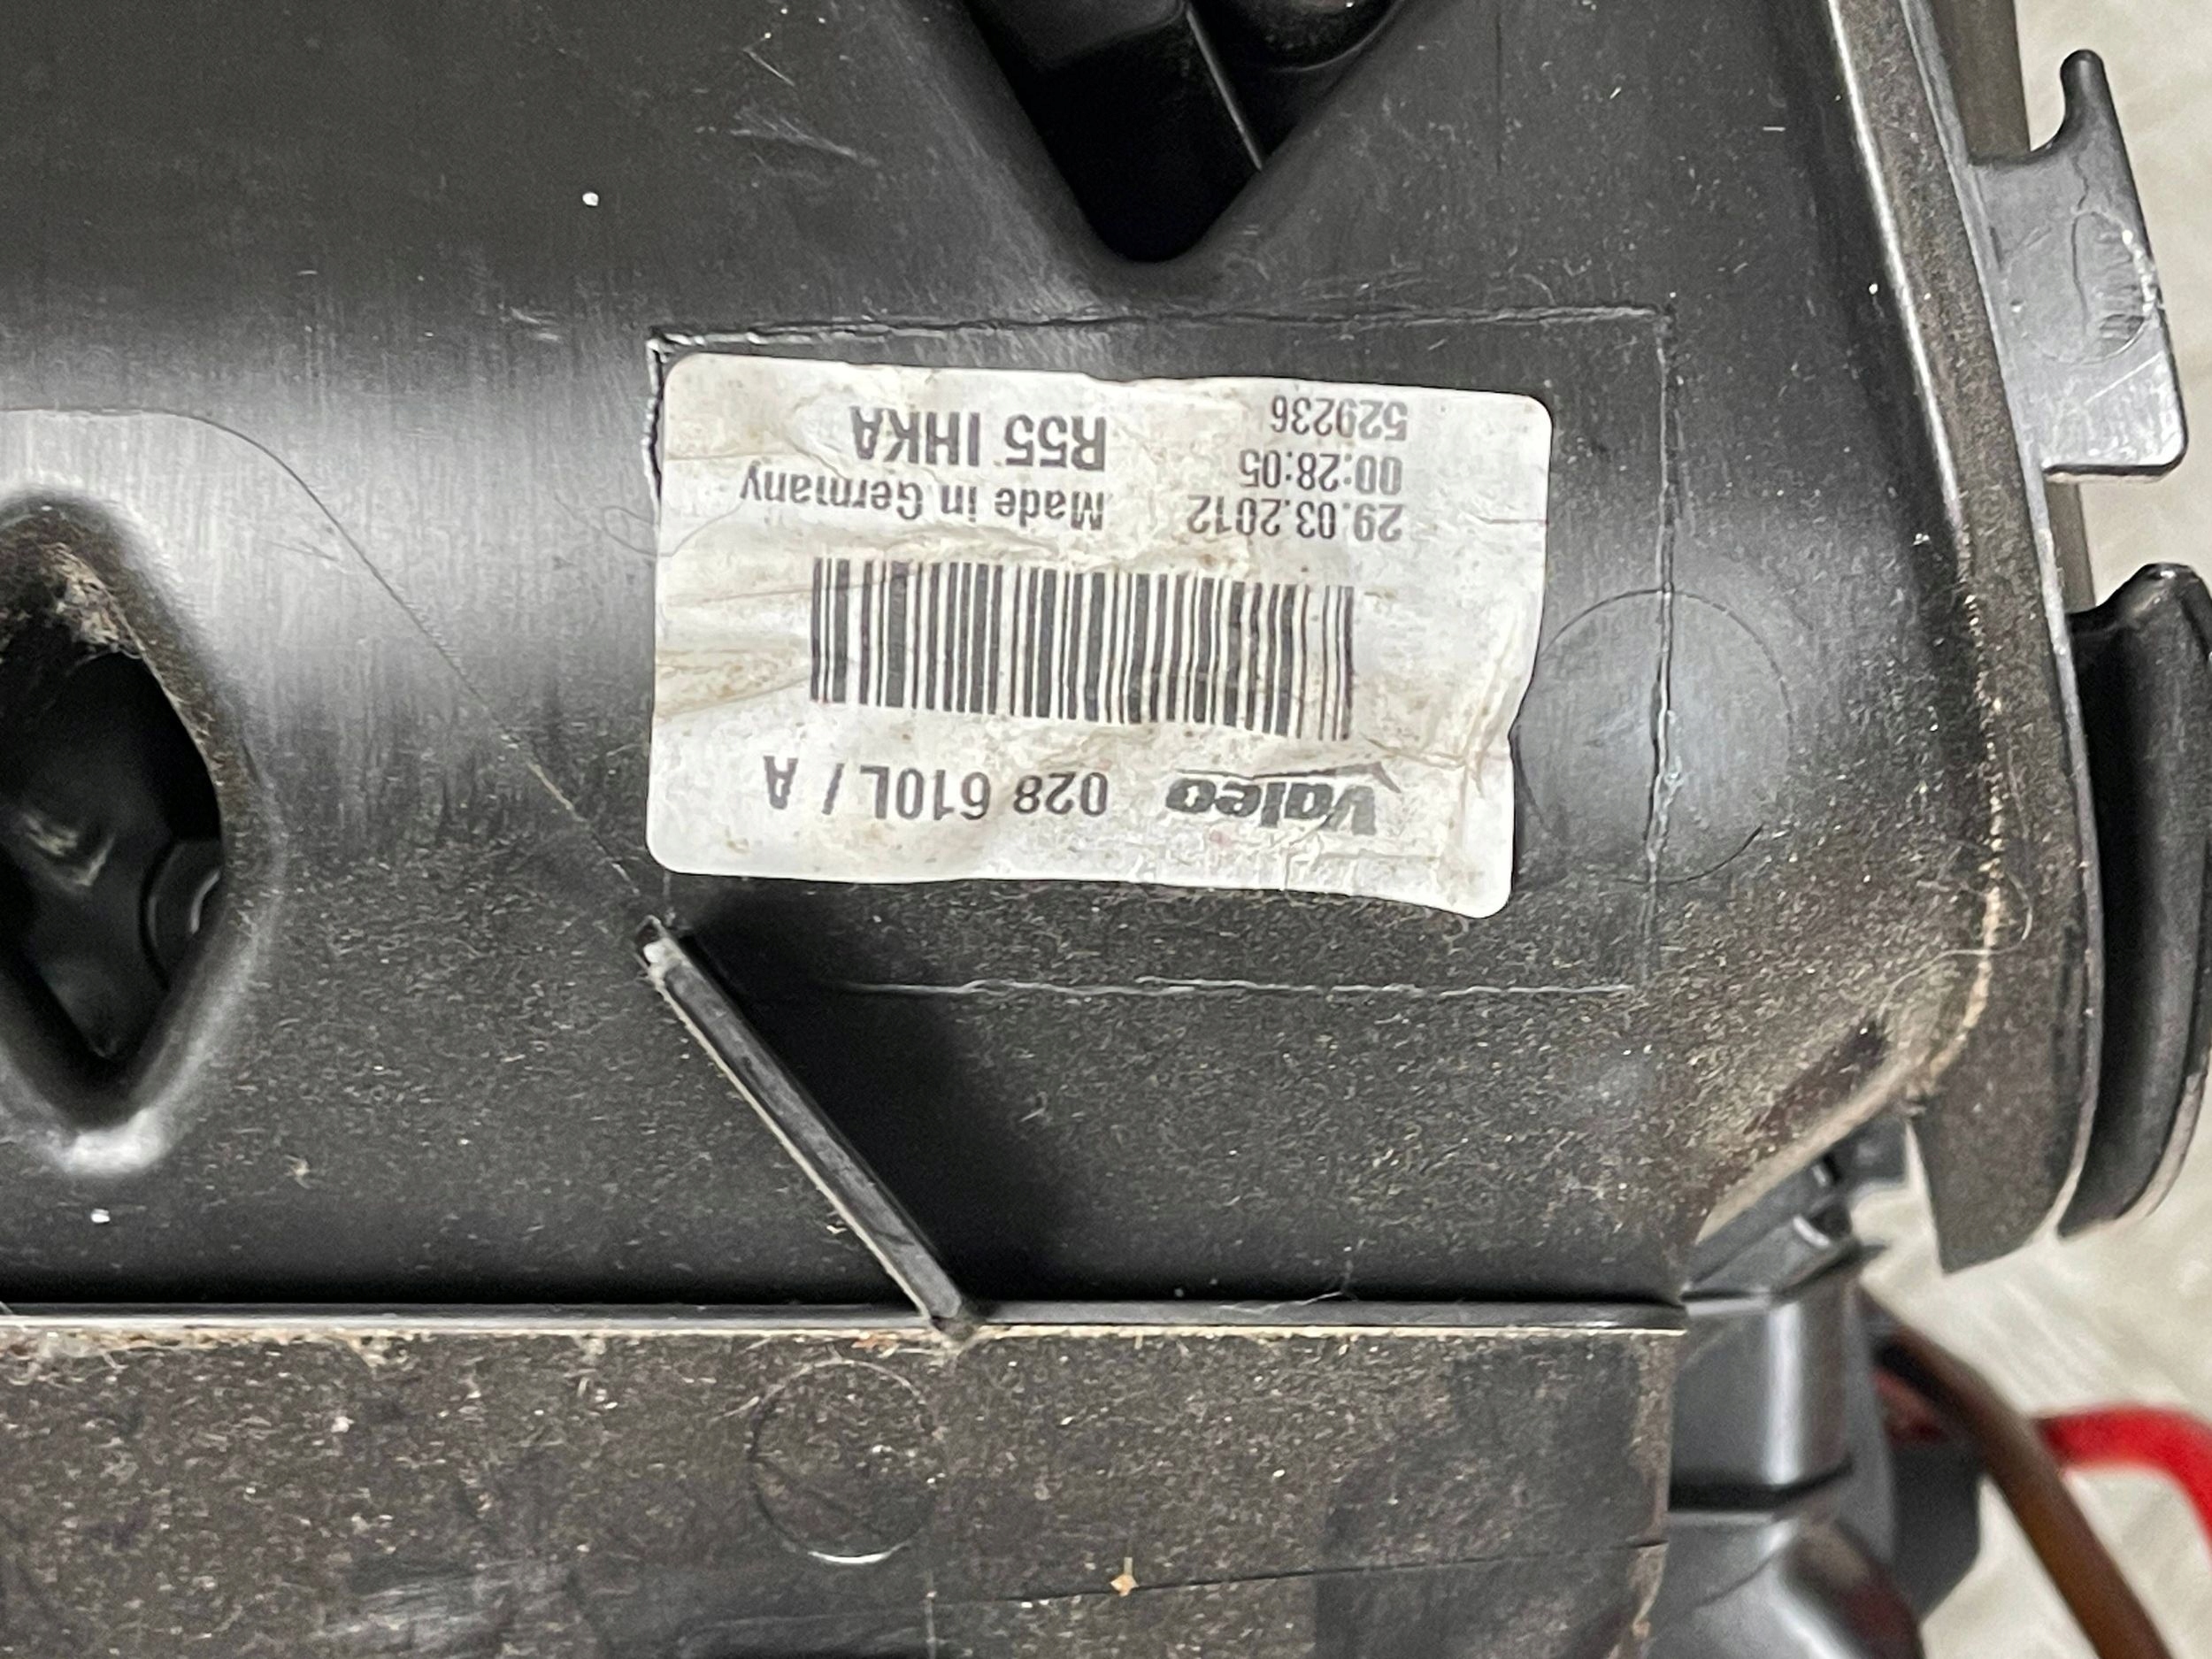 Valeo 028 610L / A
29.03.2012 Made in Germany
00:28:05 R55 IHKA
529236